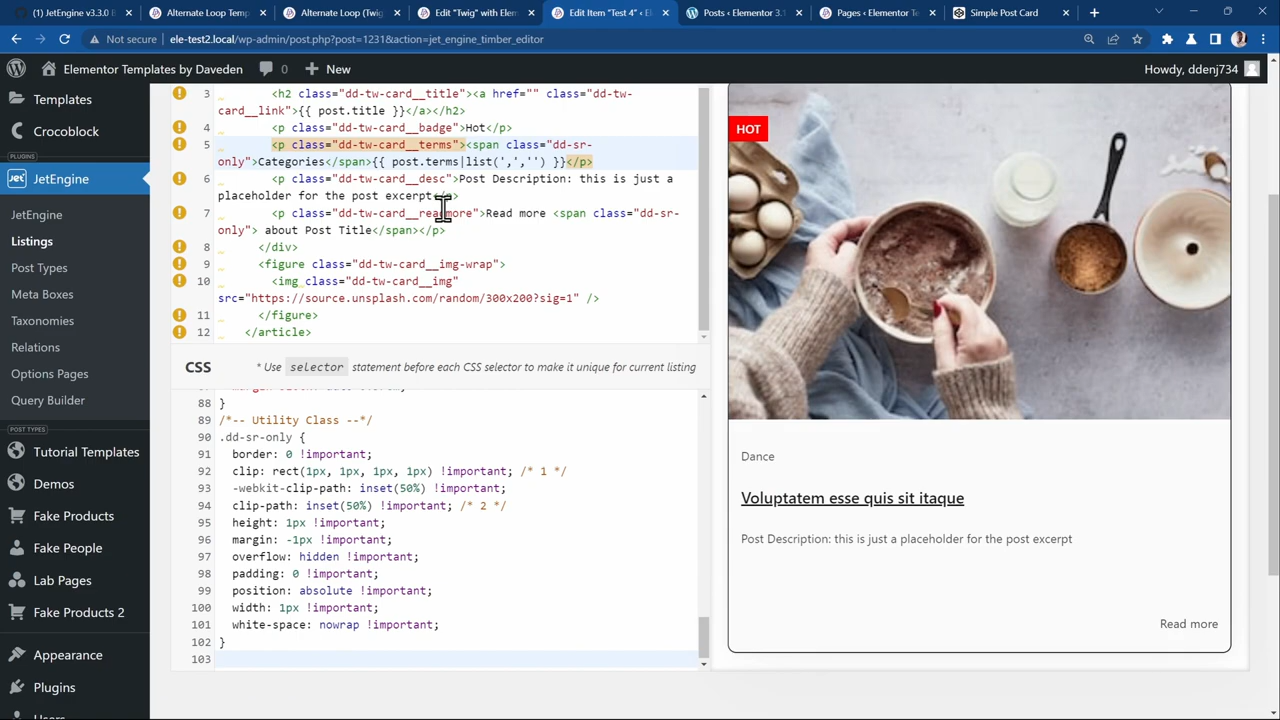 (1) JetEngine v3.3.0 B
Alternate Loop Temp
Alternate Loop (Twig
Edit "Twig" with Elem
Edit Item "Test 4" ‹ E
Posts ‹ Elementor 3.1
Pages ‹ Elementor Te
Simple Post Card
Not secure
ele-test2.local/wp-admin/post.php?post=1231&action=jet_engine_timber_editor
Elementor Templates by Daveden
0
New
Howdy, ddenj734
Templates
Crocoblock
PLUGINS
JetEngine
JetEngine
Listings
Post Types
Meta Boxes
Taxonomies
Relations
Options Pages
Query Builder
POST TYPES
Tutorial Templates
Demos
Fake Products
Fake People
Lab Pages
Fake Products 2
Appearance
Plugins
3 <h2 class="dd-tw-card__title"><a href="" class="dd-tw-
card__link">{{ post.title }}</a></h2>
4 <p class="dd-tw-card__badge">Hot</p>
5 <p class="dd-tw-card__terms"><span class="dd-sr-
only">Categories</span>{{ post.terms|list(',','') }}</p>
6 <p class="dd-tw-card__desc">Post Description: this is just a
placeholder for the post excerpt</p>
7 <p class="dd-tw-card__readmore">Read more <span class="dd-sr-
only"> about Post Title</span></p>
8 </div>
9 <figure class="dd-tw-card__img-wrap">
10 <img class="dd-tw-card__img"
src="https://source.unsplash.com/random/300x200?sig=1" />
11 </figure>
12 </article>
CSS
* Use selector statement before each CSS selector to make it unique for current listing
88 }
89 /*-- Utility Class --*/
90 .dd-sr-only {
91 border: 0 !important;
92 clip: rect(1px, 1px, 1px, 1px) !important; /* 1 */
93 -webkit-clip-path: inset(50%) !important;
94 clip-path: inset(50%) !important; /* 2 */
95 height: 1px !important;
96 margin: -1px !important;
97 overflow: hidden !important;
98 padding: 0 !important;
99 position: absolute !important;
100 width: 1px !important;
101 white-space: nowrap !important;
102 }
103
HOT
Dance
Voluptatem esse quis sit itaque
Post Description: this is just a placeholder for the post excerpt
Read more